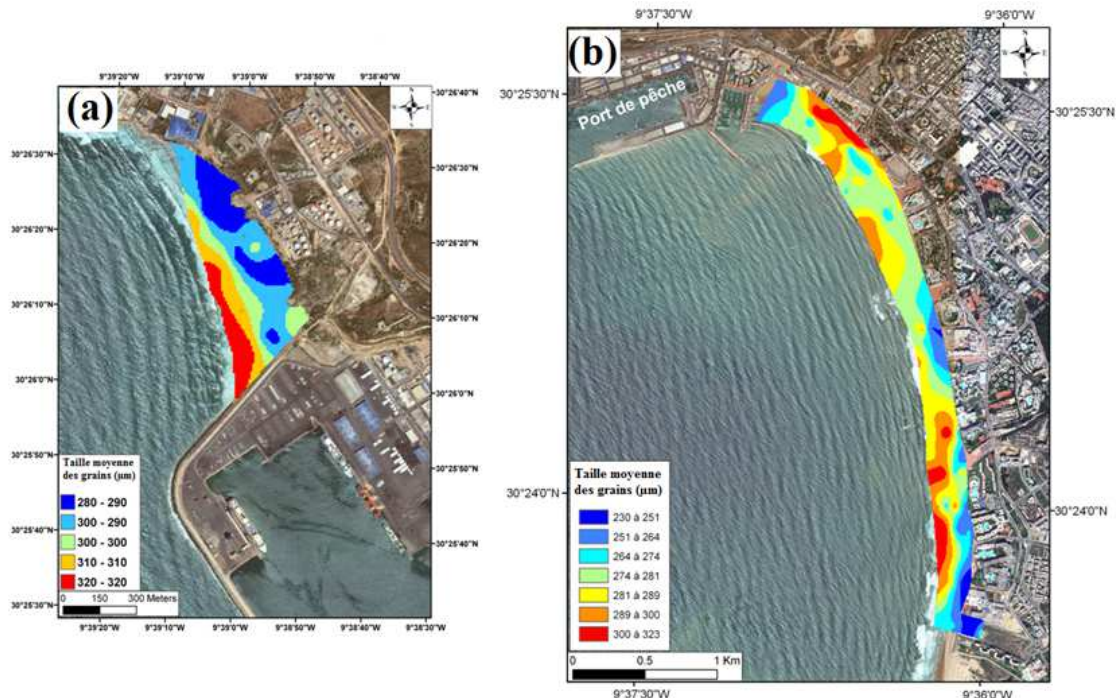 (a)
9°39'20"W 9°39'10"W 9°39'0"W 9°38'50"W 9°38'40"W
30°26'40"N
30°26'30"N 30°26'30"N
30°26'20"N 30°26'20"N
30°26'10"N 30°26'10"N
30°26'0"N 30°26'0"N
30°25'50"N 30°25'50"N
30°25'40"N 30°25'40"N
30°25'30"N
Taille moyenne
des grains (µm)
280 - 290
300 - 290
300 - 300
310 - 310
320 - 320
0 150 300 Meters
9°39'20"W 9°39'10"W 9°39'0"W 9°38'50"W 9°38'40"W 9°38'30"W
(b)
9°37'30"W 9°36'0"W
30°25'30"N 30°25'30"N
Port de pêche
30°24'0"N 30°24'0"N
Taille moyenne
des grains (µm)
230 à 251
251 à 264
264 à 274
274 à 281
281 à 289
289 à 300
300 à 323
0 0.5 1 Km
9°37'30"W 9°36'0"W